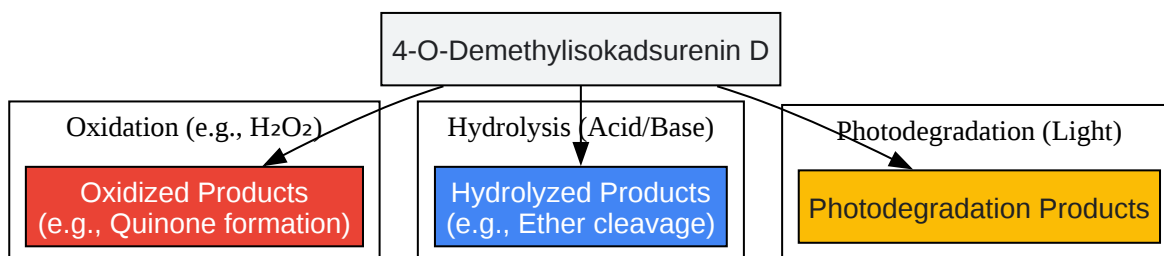 4-O-Demethylisokadsurenin D
Oxidation (e.g., H₂O₂)
Hydrolysis (Acid/Base)
Photodegradation (Light)
Oxidized Products
(e.g., Quinone formation)
Hydrolyzed Products
(e.g., Ether cleavage)
Photodegradation Products